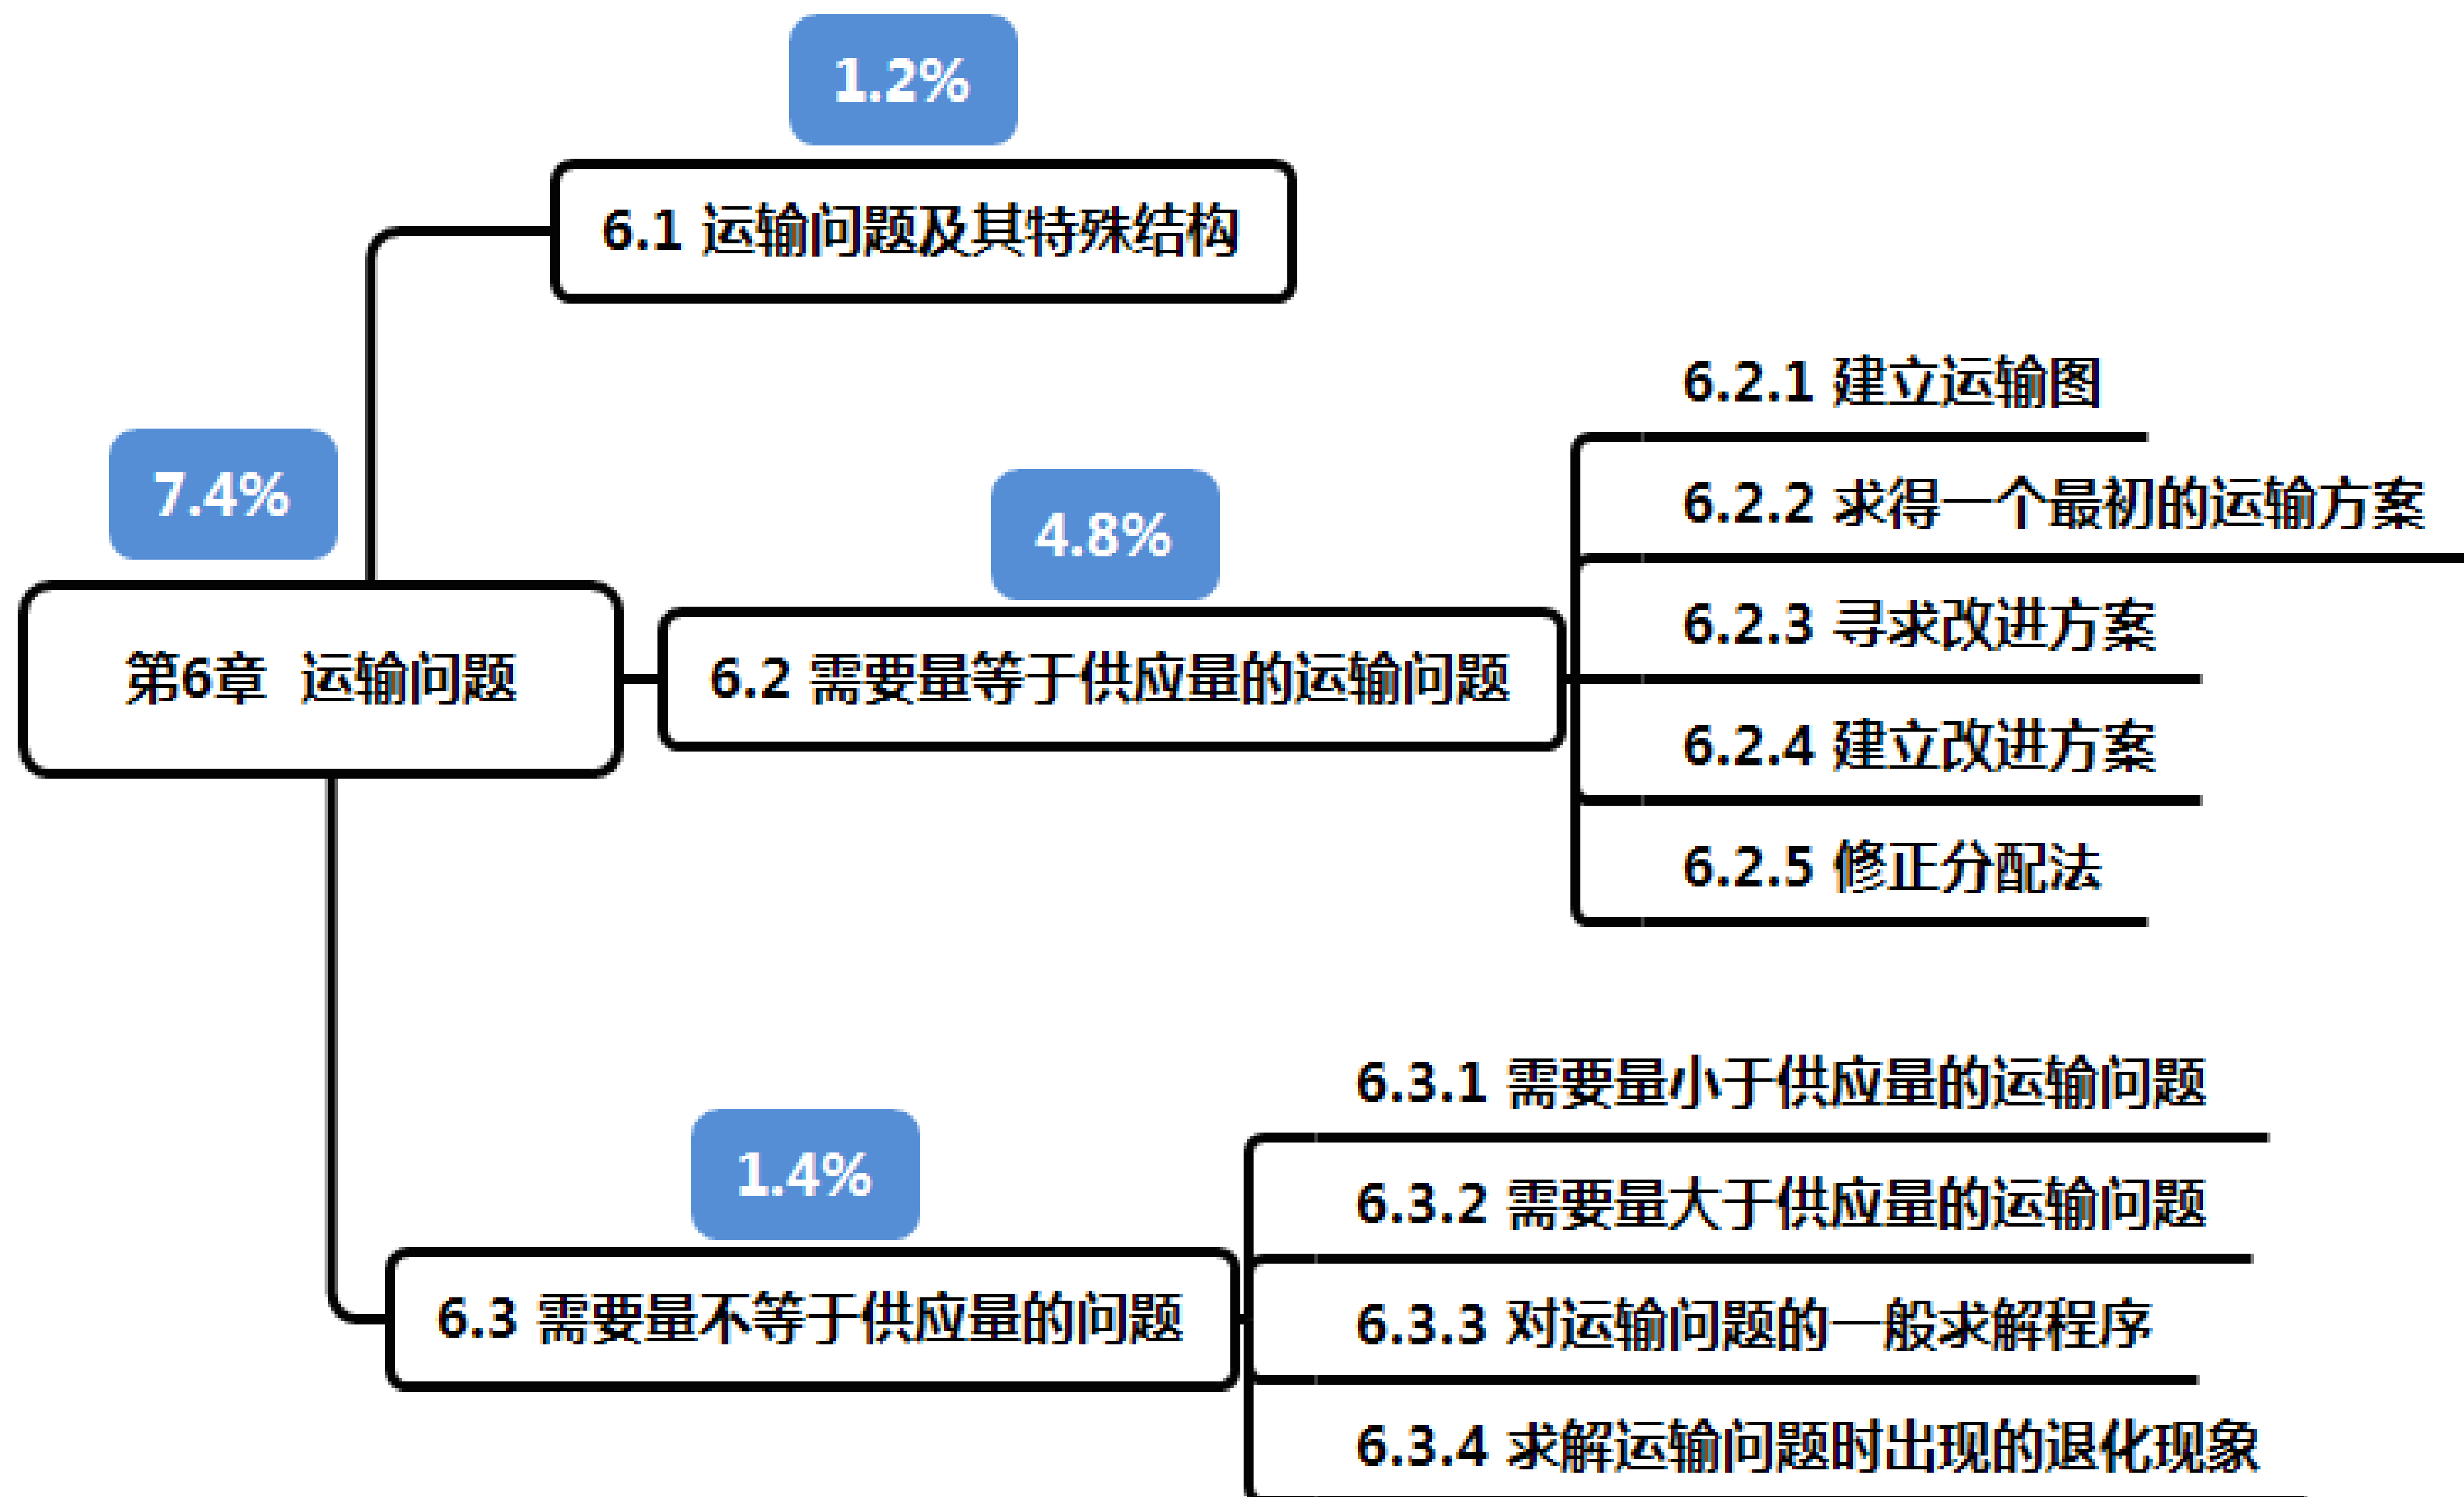 1.2%
6.1 运输问题及其特殊结构
7.4%
第6章 运输问题
4.8%
6.2 需要量等于供应量的运输问题
6.2.1 建立运输图
6.2.2 求得一个最初的运输方案
6.2.3 寻求改进方案
6.2.4 建立改进方案
6.2.5 修正分配法
1.4%
6.3 需要量不等于供应量的问题
6.3.1 需要量小于供应量的运输问题
6.3.2 需要量大于供应量的运输问题
6.3.3 对运输问题的一般求解程序
6.3.4 求解运输问题时出现的退化现象